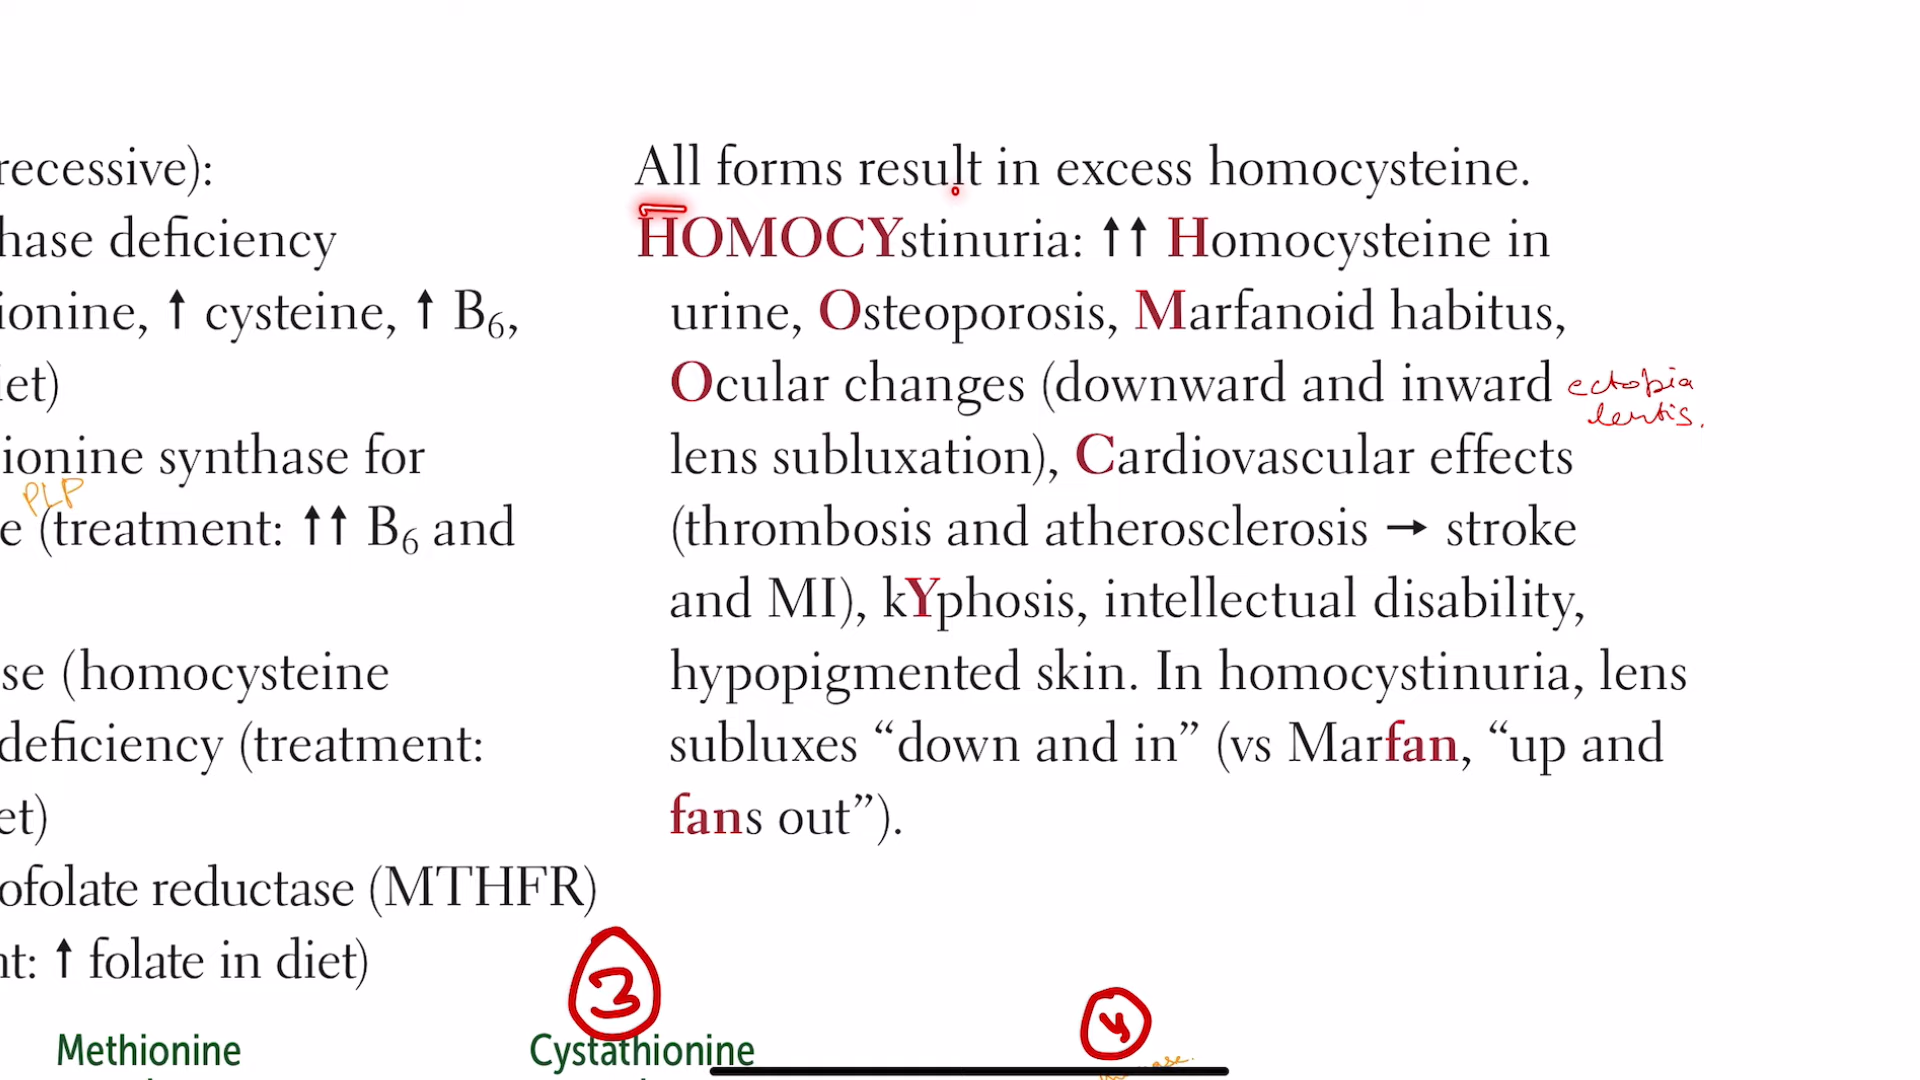 recessive):
hase deficiency
ionine, ↑ cysteine, ↑ B₆,
iet)
ionine synthase for
PLP
e (treatment: ↑↑ B₆ and
se (homocysteine
deficiency (treatment:
et)
ofolate reductase (MTHFR)
nt: ↑ folate in diet)
All forms result in excess homocysteine.
HOMOCYstinuria: ↑↑ Homocysteine in
urine, Osteoporosis, Marfanoid habitus,
Ocular changes (downward and inward
ectopia
lentis.
lens subluxation), Cardiovascular effects
(thrombosis and atherosclerosis → stroke
and MI), kYphosis, intellectual disability,
hypopigmented skin. In homocystinuria, lens
subluxes “down and in” (vs Marfan, “up and
fans out”).
3
4
Methionine
Cystathionine